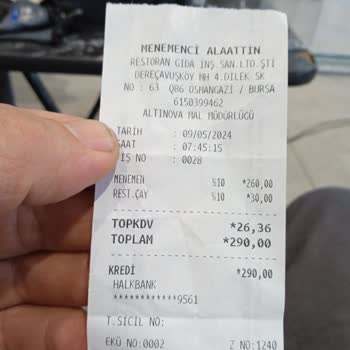 MENEMENCİ ALAATTİN
RESTORAN GIDA İNŞ.SAN.LTD.ŞTİ
DEREÇAVUŞKÖY MH 4.DİLEK SK
NO : 63 Q86 OSMANGAZİ / BURSA
6150399462
ALTINOVA MAL MÜDÜRLÜĞÜ
TARİH : 09/05/2024
SAAT : 07:45:15
FİŞ NO : 0028
MENEMEN %10 *260,00
REST.ÇAY %10 *30,00
TOPKDV *26,36
TOPLAM *290,00
KREDİ *290,00
HALKBANK
************9561
T.SİCİL NO:
EKÜ NO:0002 Z NO:1240